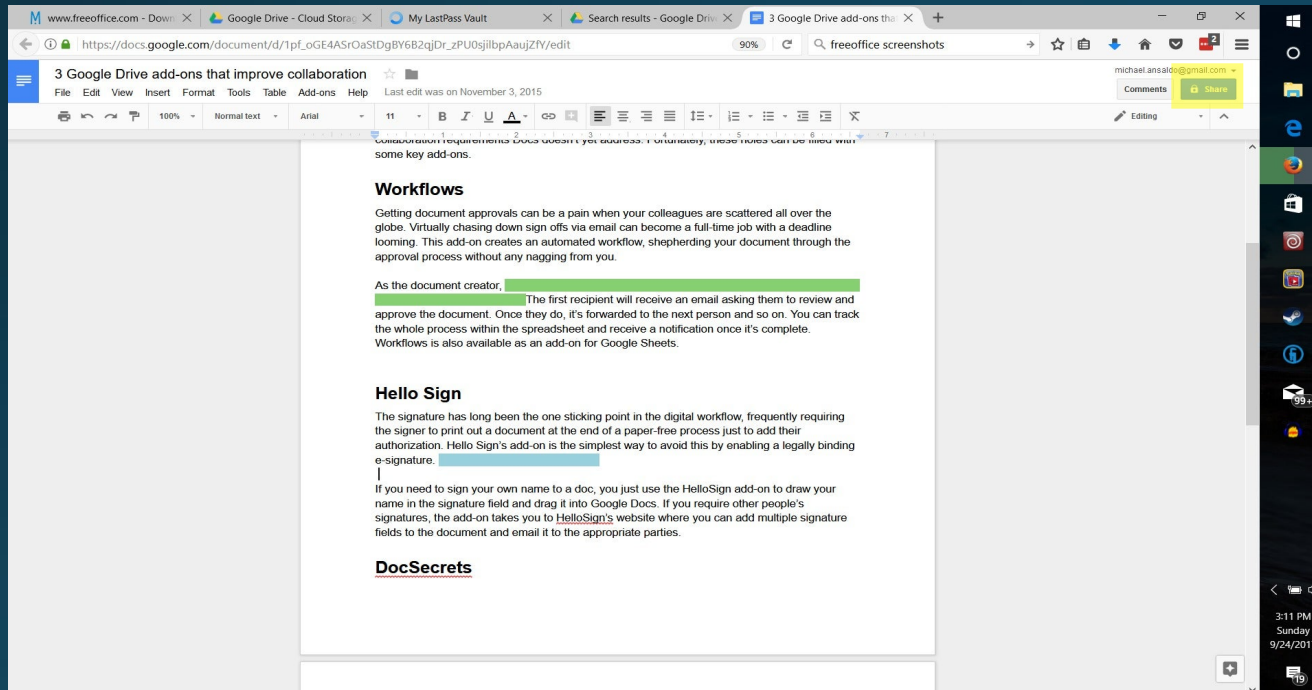 www.freeoffice.com - Down
Google Drive - Cloud Storag
My LastPass Vault
Search results - Google Driv
3 Google Drive add-ons tha
https://docs.google.com/document/d/1pf_oGE4ASrOaStDgBY6B2qjDr_zPU0sjilbpAaujZfY/edit
90%
freeoffice screenshots
2
3 Google Drive add-ons that improve collaboration
michael.ansaldo@gmail.com
File Edit View Insert Format Tools Table Add-ons Help Last edit was on November 3, 2015
Comments Share
100% Normal text Arial 11 B I U A Editing
1 2 3 4 5 6 7
collaboration requirements Docs doesn't yet address. Fortunately, these holes can be filled with
some key add-ons.
Workflows
Getting document approvals can be a pain when your colleagues are scattered all over the
globe. Virtually chasing down sign offs via email can become a full-time job with a deadline
looming. This add-on creates an automated workflow, shepherding your document through the
approval process without any nagging from you.
As the document creator,
The first recipient will receive an email asking them to review and
approve the document. Once they do, it's forwarded to the next person and so on. You can track
the whole process within the spreadsheet and receive a notification once it's complete.
Workflows is also available as an add-on for Google Sheets.
Hello Sign
The signature has long been the one sticking point in the digital workflow, frequently requiring
the signer to print out a document at the end of a paper-free process just to add their
authorization. Hello Sign's add-on is the simplest way to avoid this by enabling a legally binding
e-signature.
If you need to sign your own name to a doc, you just use the HelloSign add-on to draw your
name in the signature field and drag it into Google Docs. If you require other people's
signatures, the add-on takes you to HelloSign's website where you can add multiple signature
fields to the document and email it to the appropriate parties.
DocSecrets
99+
3:11 PM
Sunday
9/24/201
19